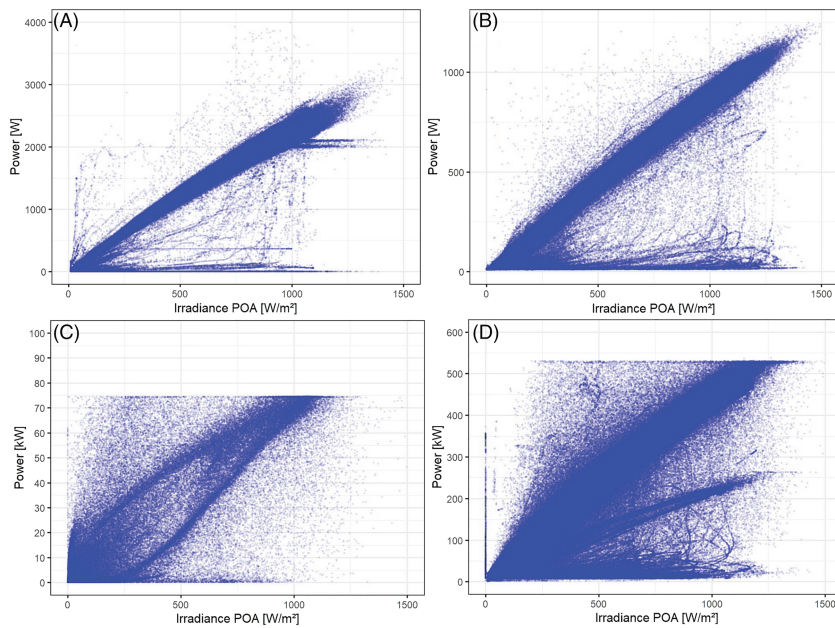 (A)
Power [W]
4000
3000
2000
1000
0
0 500 1000 1500
Irradiance POA [W/m²]
(B)
Power [W]
1000
500
0
0 500 1000 1500
Irradiance POA [W/m²]
(C)
Power [kW]
100
90
80
70
60
50
40
30
20
10
0
0 500 1000 1500
Irradiance POA [W/m²]
(D)
Power [kW]
600
500
400
300
200
100
0
0 500 1000 1500
Irradiance POA [W/m²]